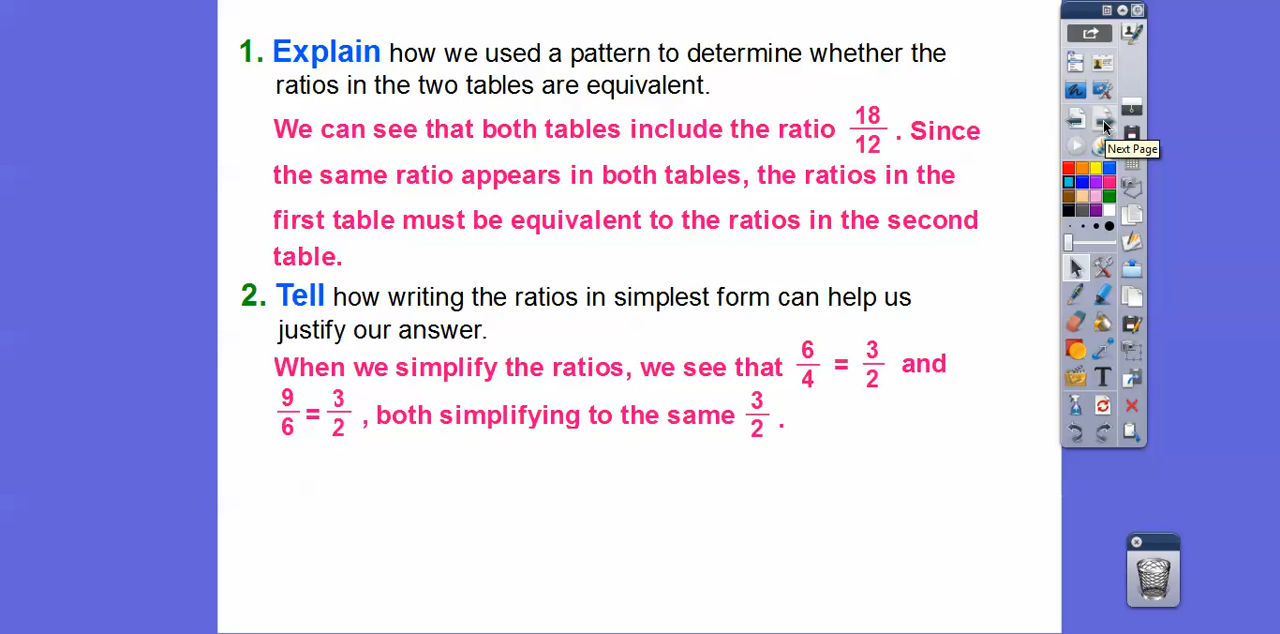 1. Explain how we used a pattern to determine whether the
ratios in the two tables are equivalent.
We can see that both tables include the ratio 18/12 . Since
the same ratio appears in both tables, the ratios in the
first table must be equivalent to the ratios in the second
table.
2. Tell how writing the ratios in simplest form can help us
justify our answer.
When we simplify the ratios, we see that 6/4 = 3/2 and
9/6 = 3/2 , both simplifying to the same 3/2 .
Next Page